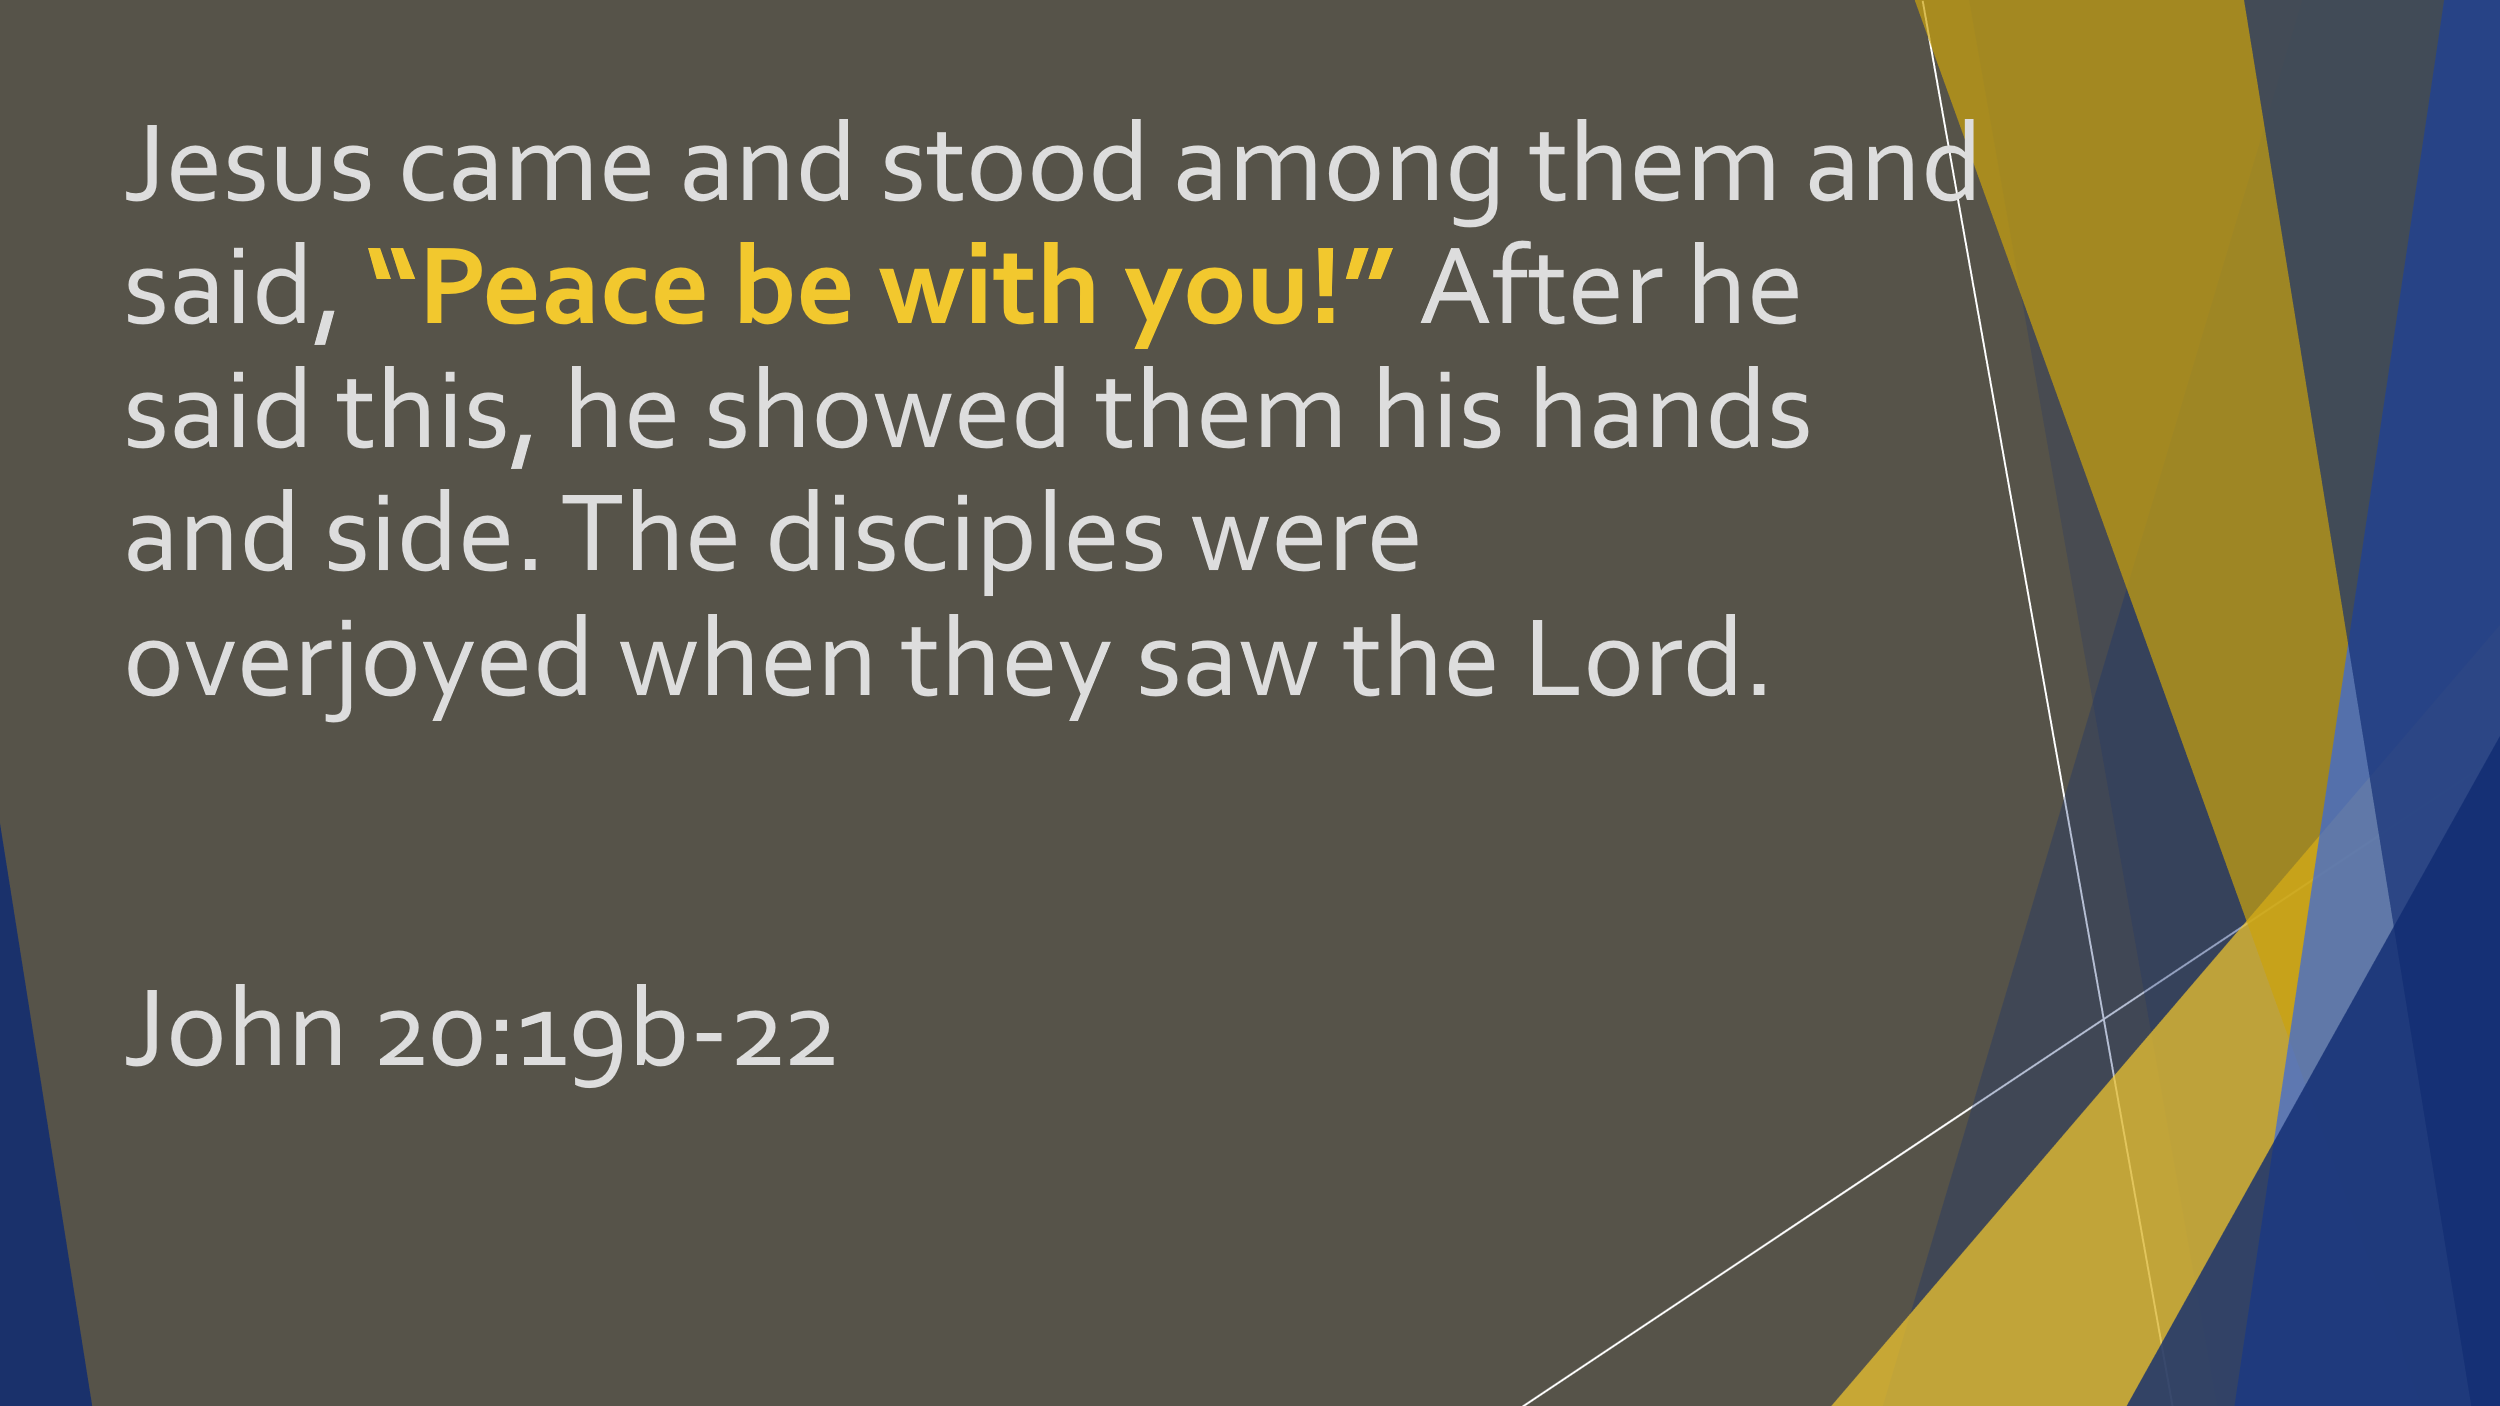 Jesus came and stood among them and
said, “Peace be with you!” After he
said this, he showed them his hands
and side. The disciples were
overjoyed when they saw the Lord.
John 20:19b-22